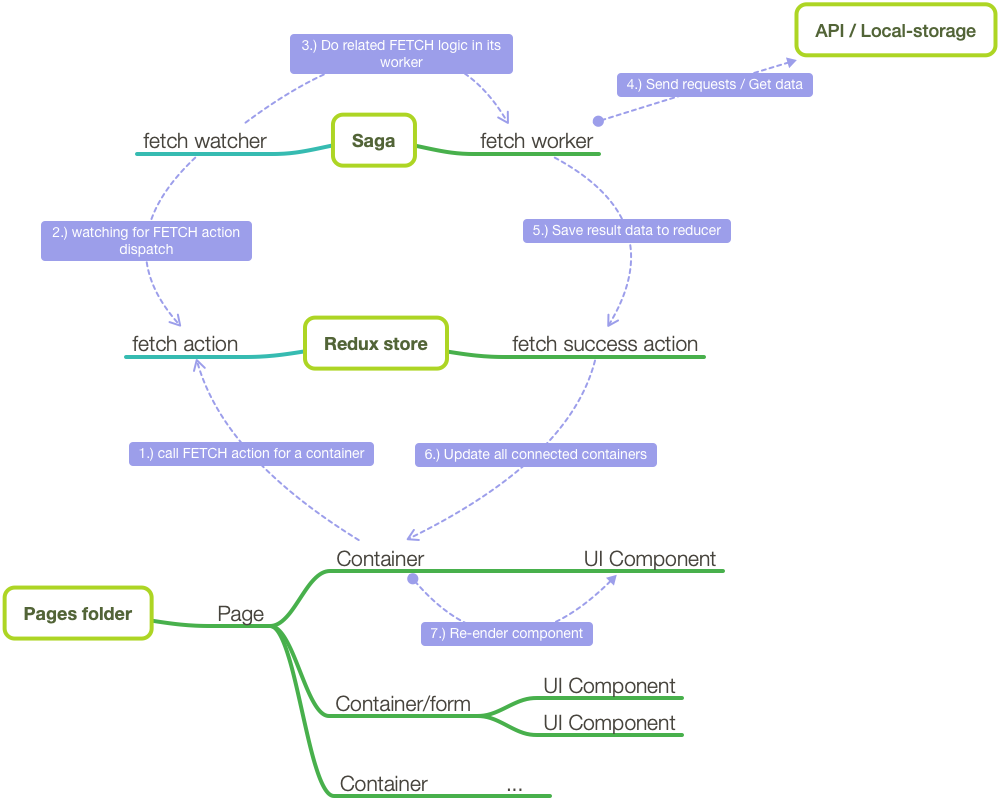 API / Local-storage
3.) Do related FETCH logic in its
worker
4.) Send requests / Get data
fetch watcher
Saga
fetch worker
2.) watching for FETCH action
dispatch
5.) Save result data to reducer
fetch action
Redux store
fetch success action
1.) call FETCH action for a container
6.) Update all connected containers
Container
UI Component
Pages folder
Page
7.) Re-ender component
Container/form
UI Component
UI Component
Container
...